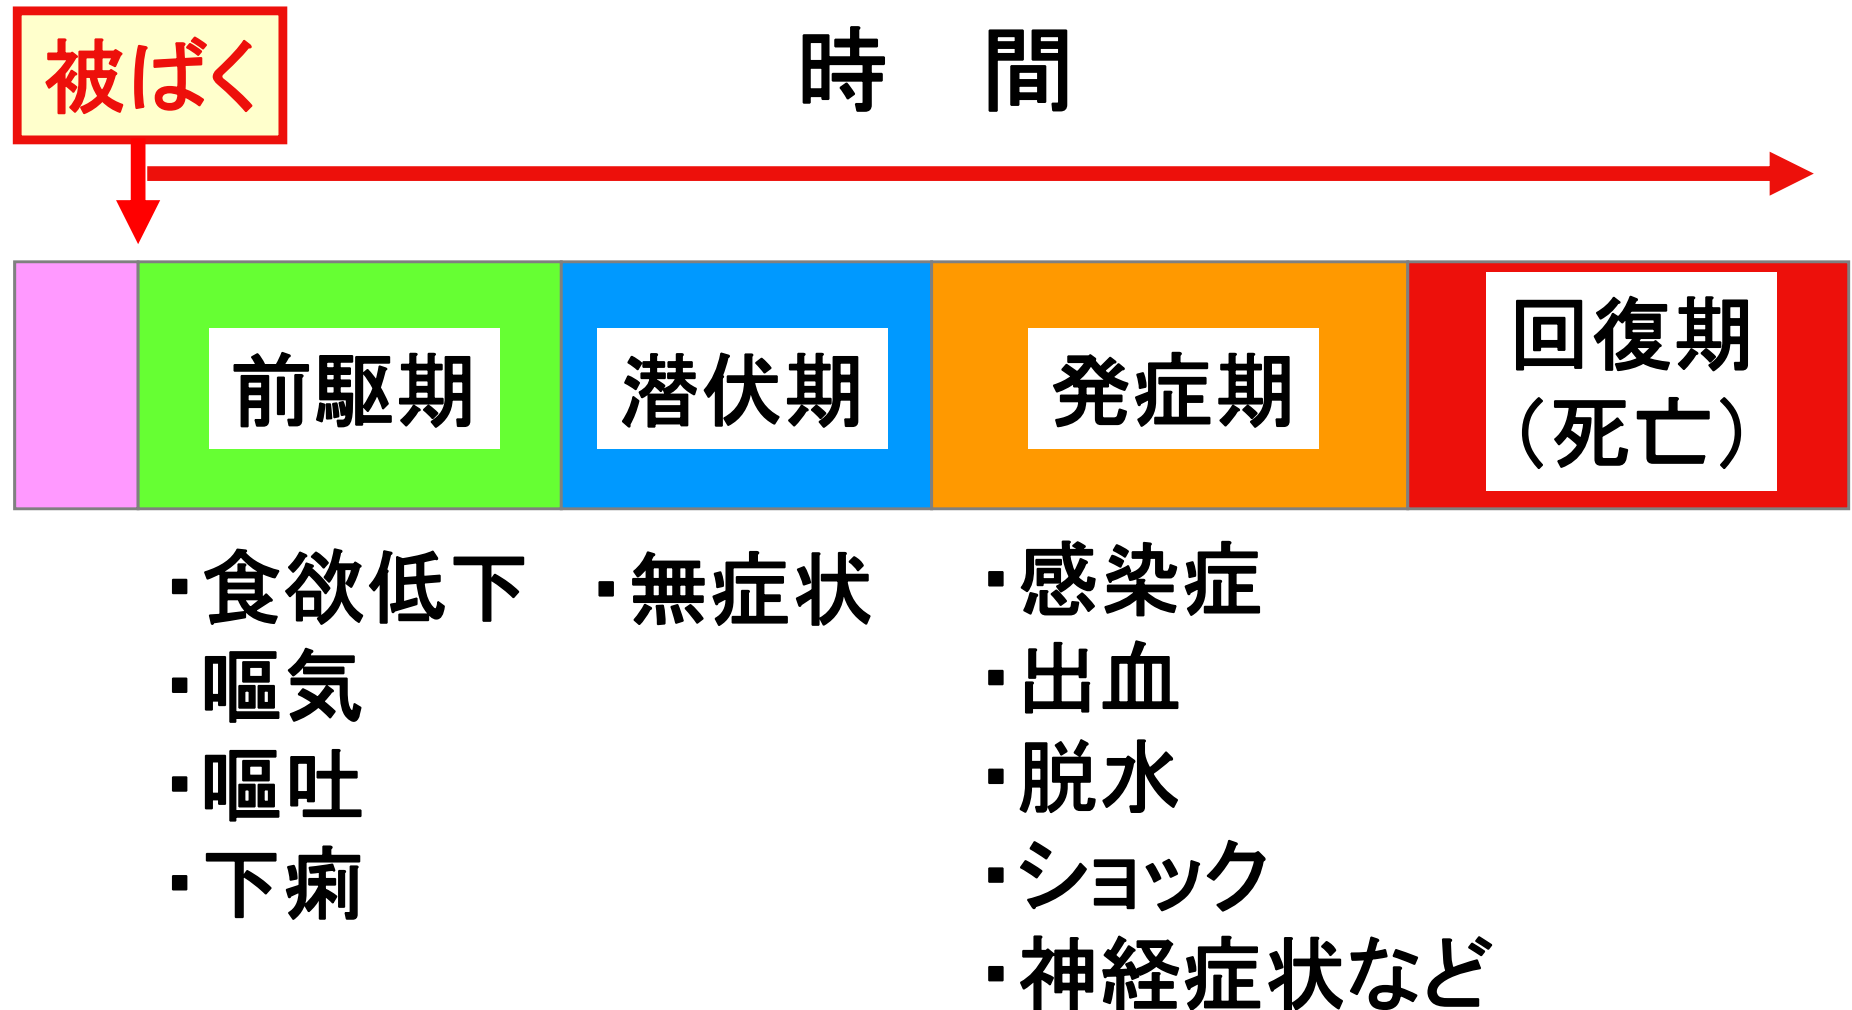 被ばく
時　間
前駆期
潜伏期
発症期
回復期
（死亡）
・食欲低下
・嘔気
・嘔吐
・下痢
・無症状
・感染症
・出血
・脱水
・ショック
・神経症状など